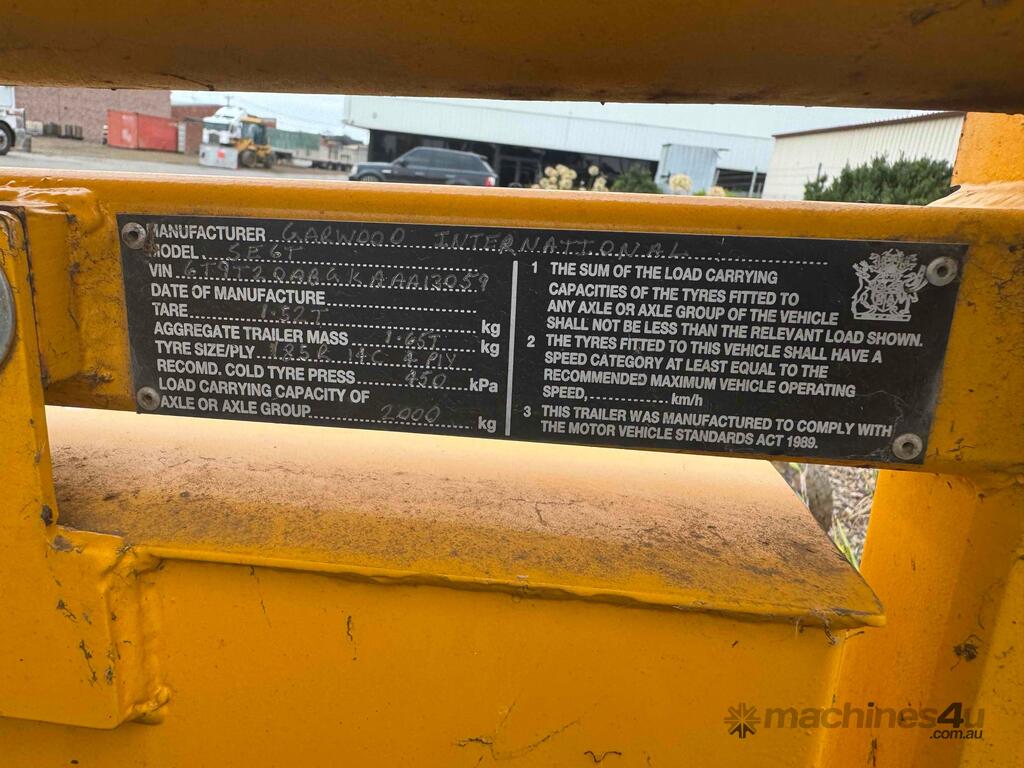 MANUFACTURER GARWOOD INTERNATIONAL
MODEL SE6T
VIN 6T9T20ABGKAAA13059
DATE OF MANUFACTURE
TARE 1.52T kg
AGGREGATE TRAILER MASS 1.65T kg
TYRE SIZE/PLY 185R 14C PLY
RECOMD. COLD TYRE PRESS 450 kPa
LOAD CARRYING CAPACITY OF
AXLE OR AXLE GROUP 2000 kg
1 THE SUM OF THE LOAD CARRYING
CAPACITIES OF THE TYRES FITTED TO
ANY AXLE OR AXLE GROUP OF THE VEHICLE
SHALL NOT BE LESS THAN THE RELEVANT LOAD SHOWN.
2 THE TYRES FITTED TO THIS VEHICLE SHALL HAVE A
SPEED CATEGORY AT LEAST EQUAL TO THE
RECOMMENDED MAXIMUM VEHICLE OPERATING
SPEED, km/h
3 THIS TRAILER WAS MANUFACTURED TO COMPLY WITH
THE MOTOR VEHICLE STANDARDS ACT 1989.
machines4u
.com.au